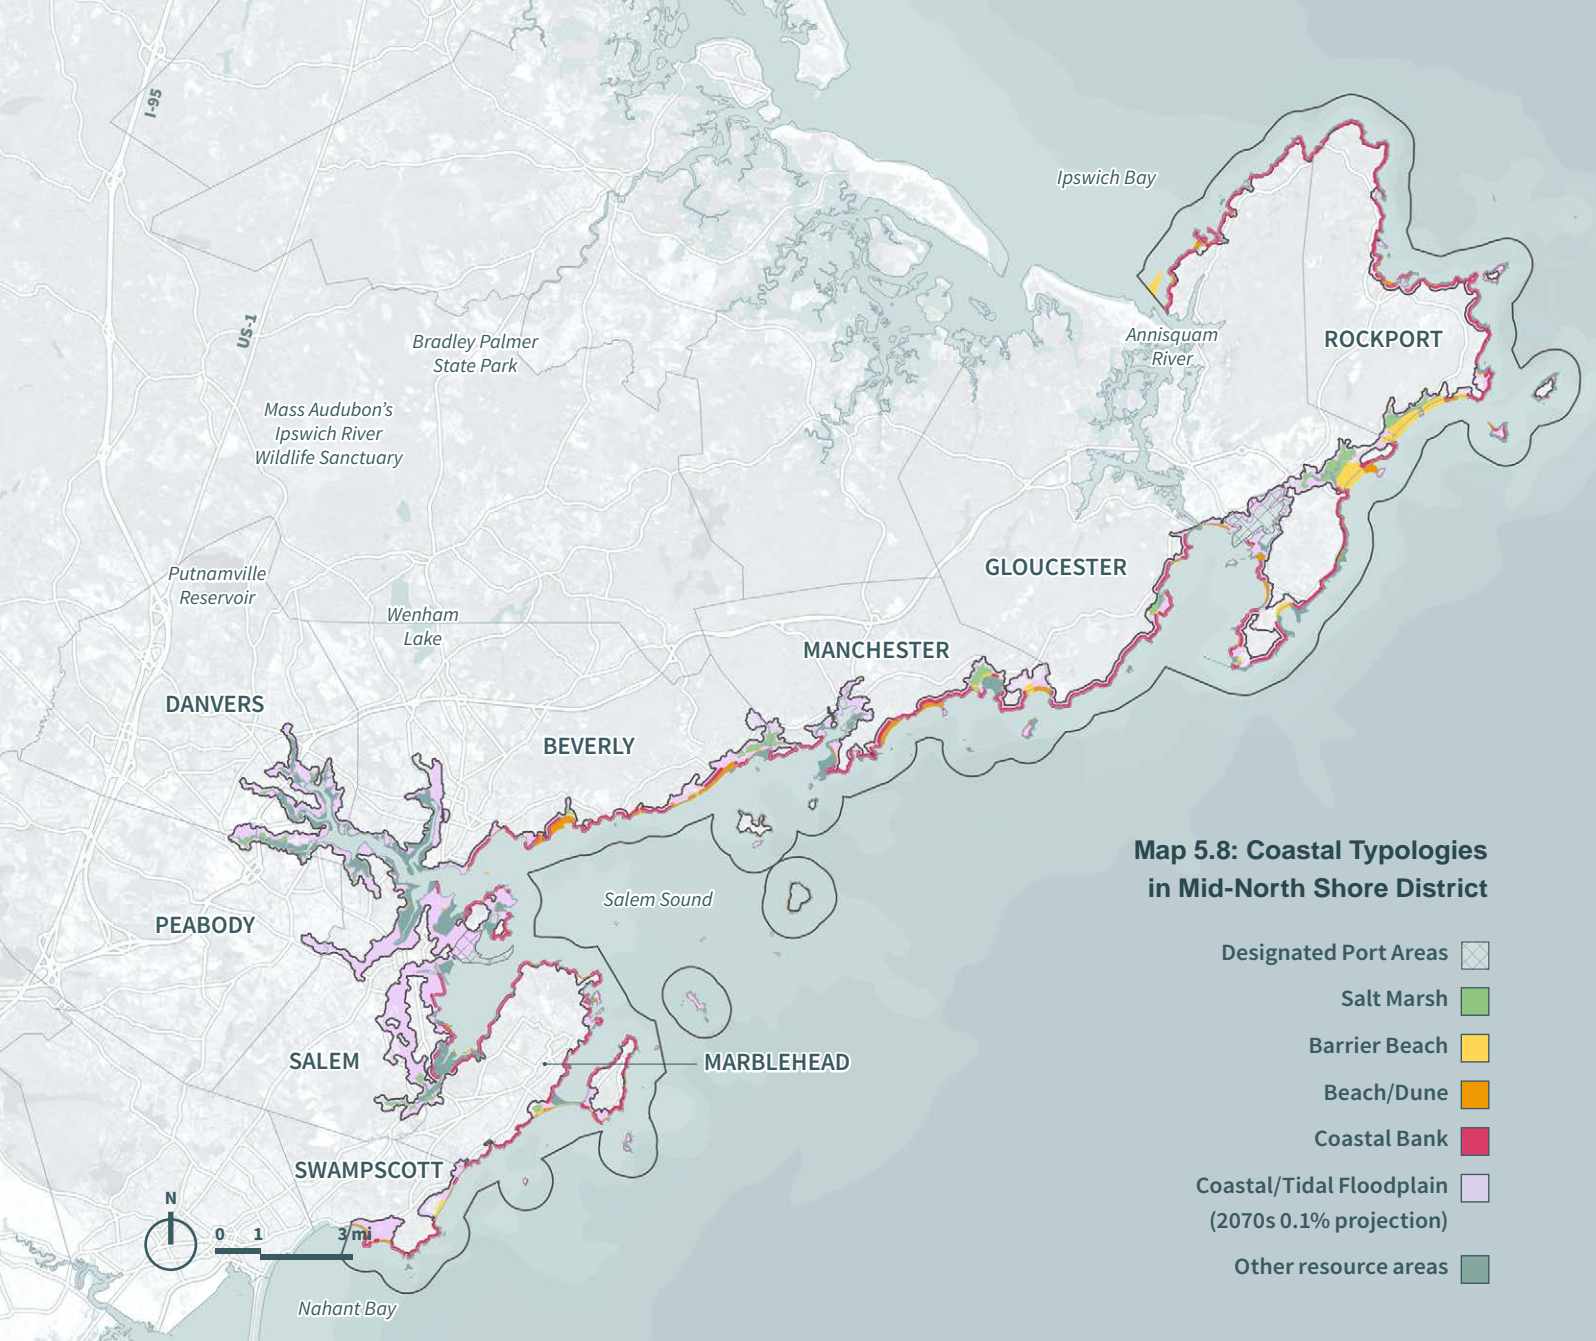 I-95
Ipswich Bay
US-1
Bradley Palmer
State Park
Annisquam
River
ROCKPORT
Mass Audubon’s
Ipswich River
Wildlife Sanctuary
Putnamville
Reservoir
GLOUCESTER
Wenham
Lake
MANCHESTER
DANVERS
BEVERLY
Salem Sound
PEABODY
SALEM
MARBLEHEAD
SWAMPSCOTT
N
0 1 3 mi
Nahant Bay
Map 5.8: Coastal Typologies
in Mid-North Shore District
Designated Port Areas
Salt Marsh
Barrier Beach
Beach/Dune
Coastal Bank
Coastal/Tidal Floodplain
(2070s 0.1% projection)
Other resource areas